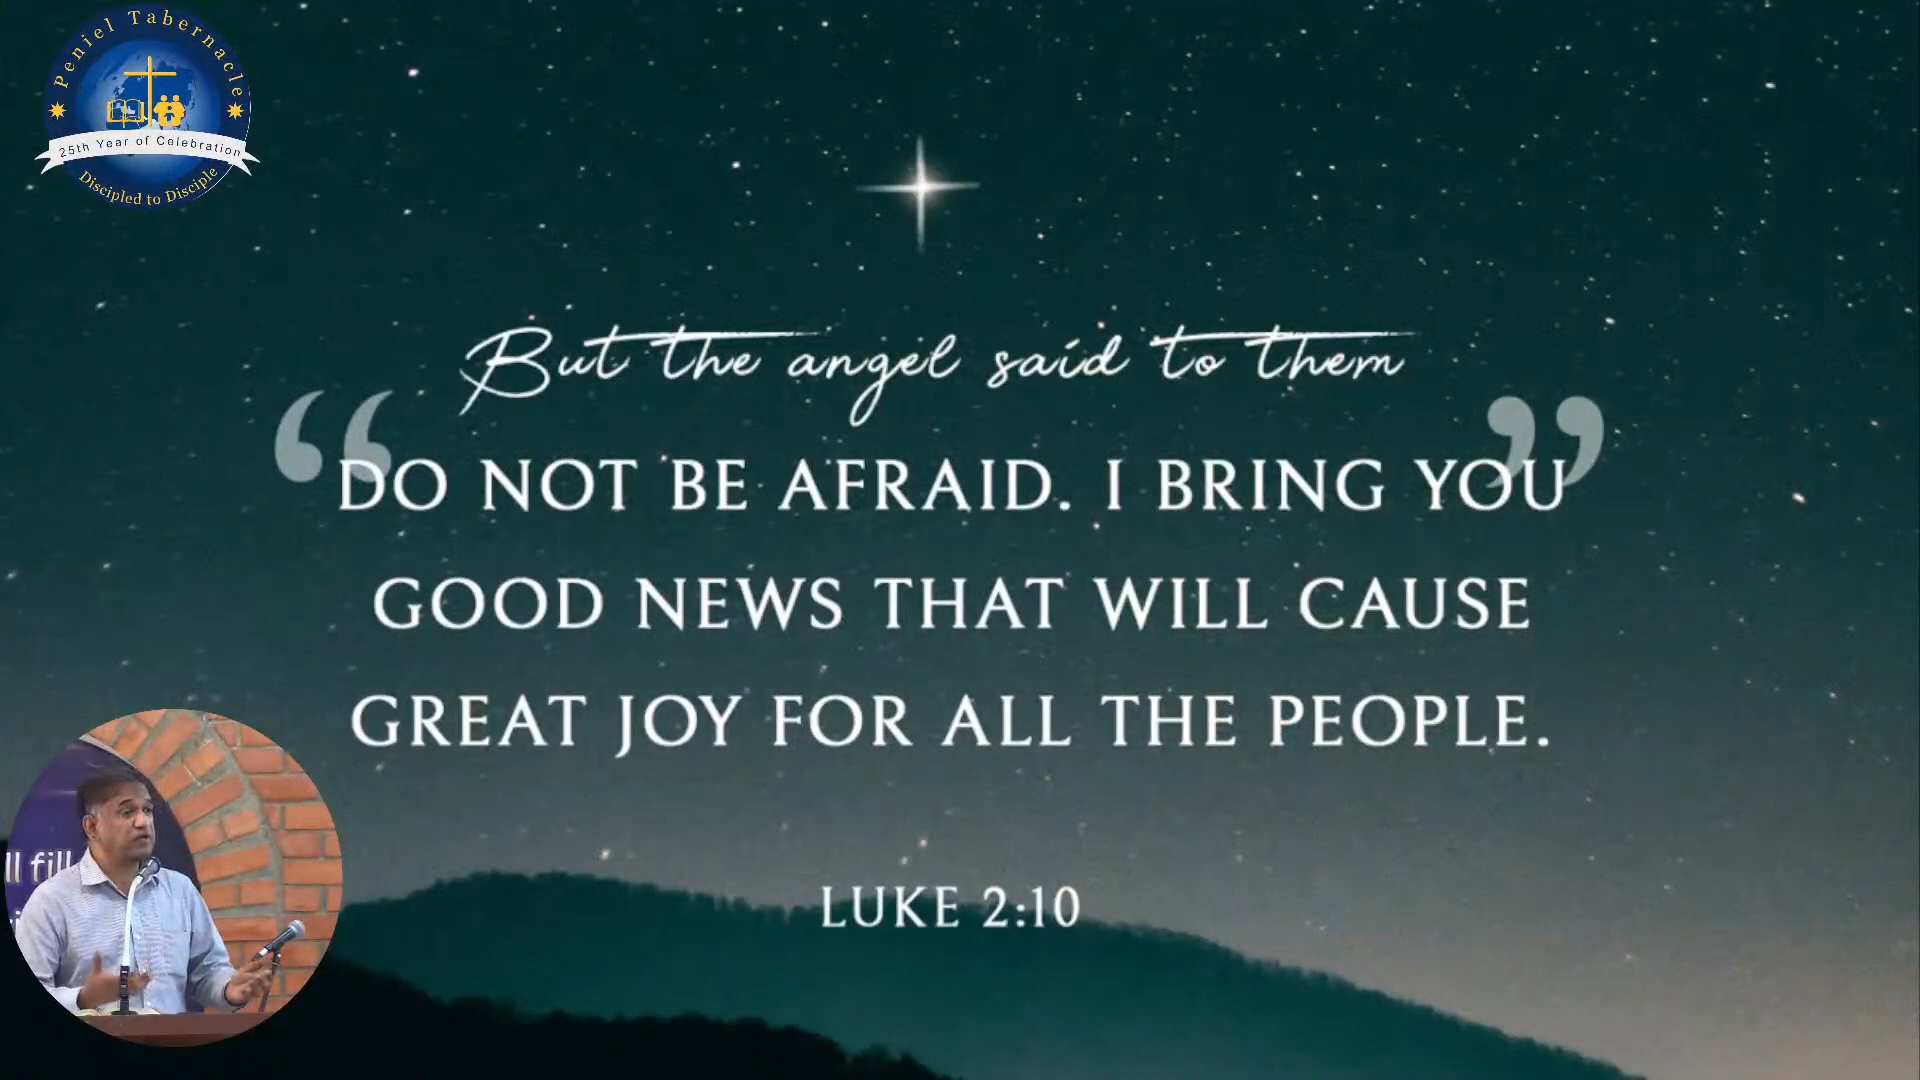 Peniel Tabernacle
25th Year of Celebration
Discipled to Disciple
But the angel said to them
“DO NOT BE AFRAID. I BRING YOU”
GOOD NEWS THAT WILL CAUSE
GREAT JOY FOR ALL THE PEOPLE.
LUKE 2:10
ll fill